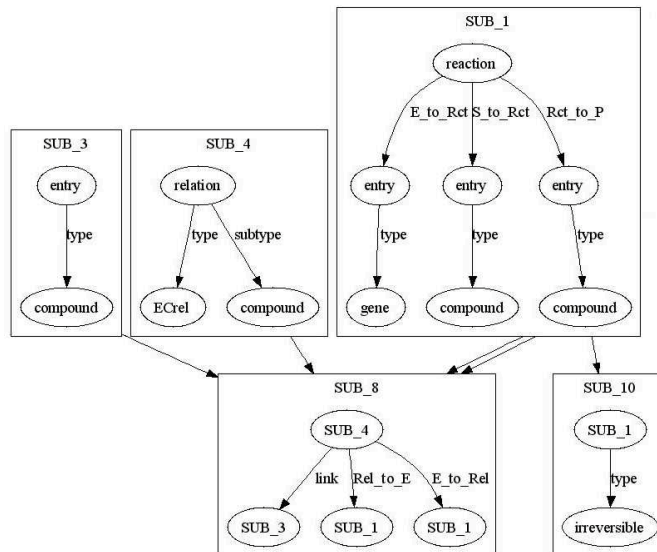 SUB_1
reaction
E_to_Rct S_to_Rct Rct_to_P
SUB_3 SUB_4
entry relation entry entry entry
type type subtype type type type
compound ECrel compound gene compound compound
SUB_8 SUB_10
SUB_4 SUB_1
link Rel_to_E E_to_Rel type
SUB_3 SUB_1 SUB_1 irreversible